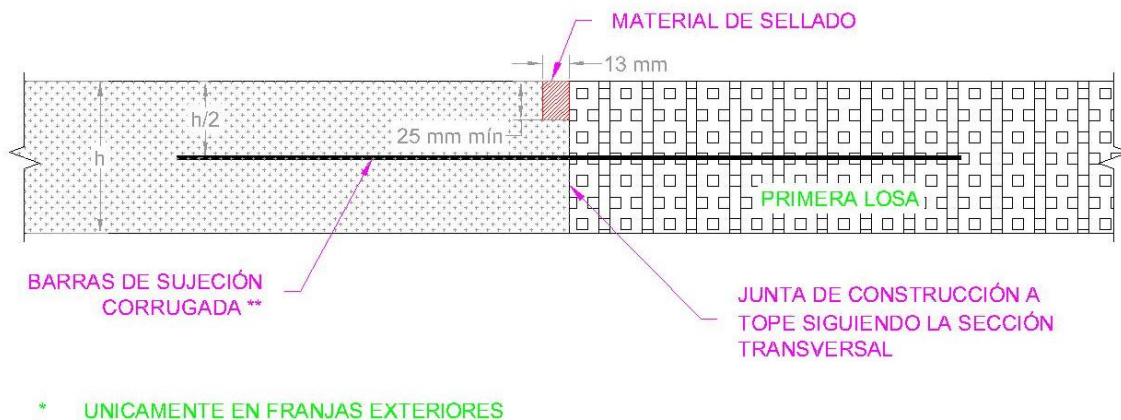 MATERIAL DE SELLADO
13 mm
h/2
25 mm mín
h
PRIMERA LOSA
BARRAS DE SUJECIÓN
CORRUGADA **
JUNTA DE CONSTRUCCIÓN A
TOPE SIGUIENDO LA SECCIÓN
TRANSVERSAL
* UNICAMENTE EN FRANJAS EXTERIORES